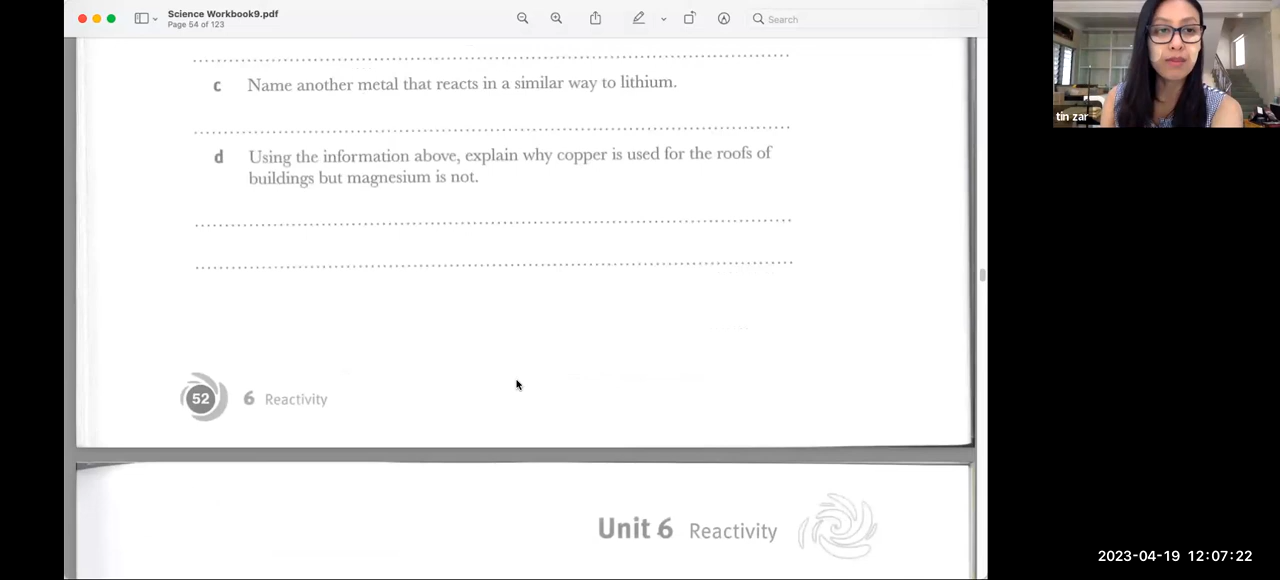 Science Workbook9.pdf
Page 54 of 123
Search
c Name another metal that reacts in a similar way to lithium.
d Using the information above, explain why copper is used for the roofs of
buildings but magnesium is not.
52 6 Reactivity
Unit 6 Reactivity
tin zar
2023-04-19 12:07:22